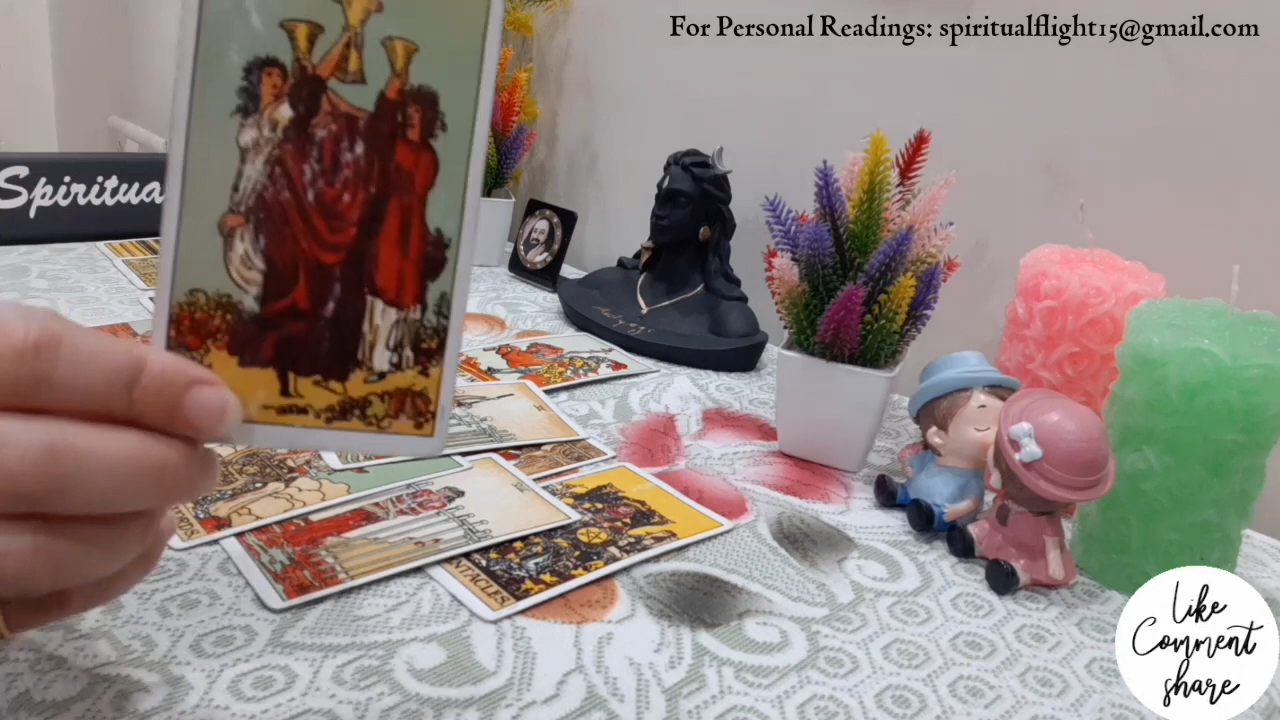 For Personal Readings: spiritualflight15@gmail.com
Spiritua
PENTACLES.
like
Comment
share